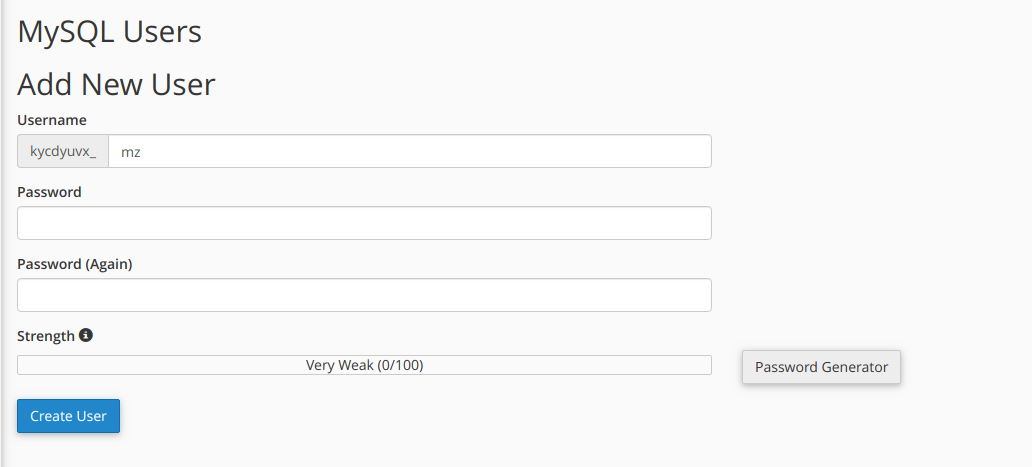 MySQL Users
Add New User
Username
kycdyuvx_ mz
Password
Password (Again)
Strength
Very Weak (0/100)
Password Generator
Create User